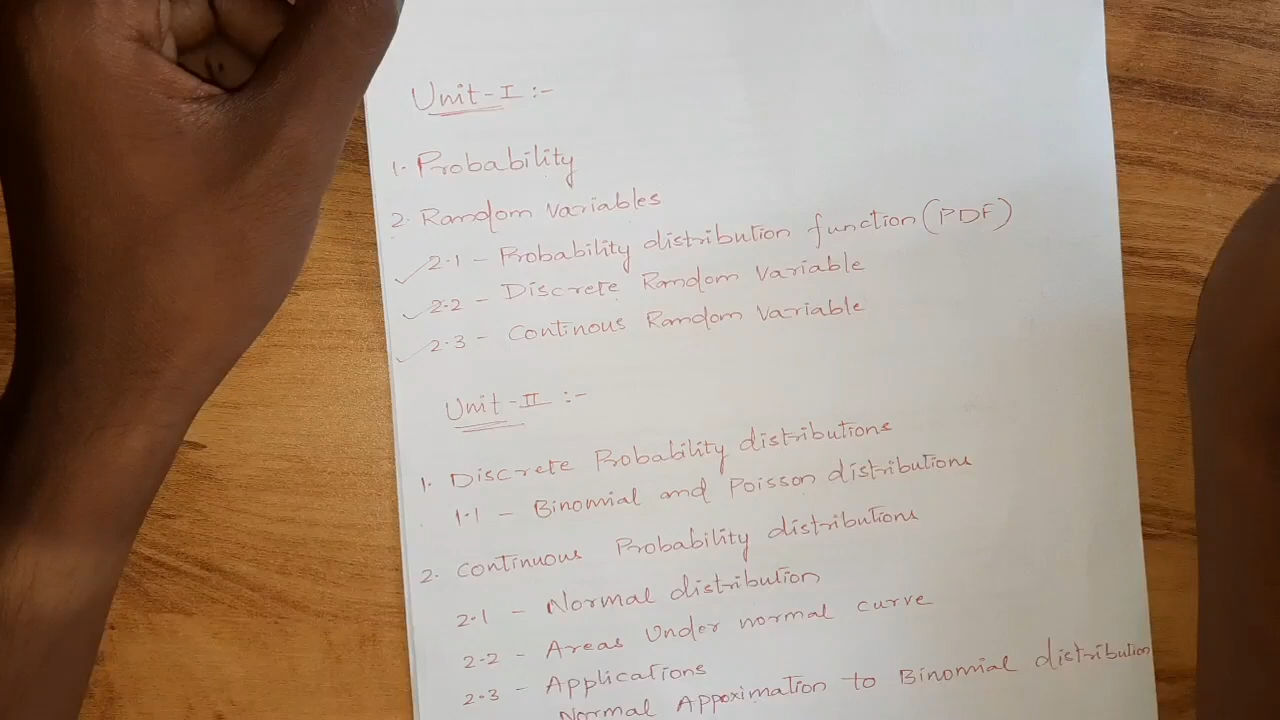 Unit-I :-
1. Probability
2. Random Variables
2.1 - Probability distribution function (PDF)
2.2 - Discrete Random Variable
2.3 - Continous Random Variable
Unit-II :-
1. Discrete Probability distributions
1.1 - Binomial and Poisson distributions
2. Continuous Probability distributions
2.1 - Normal distribution
2.2 - Areas Under normal curve
2.3 - Applications
Normal Appoximation to Binomial distribution